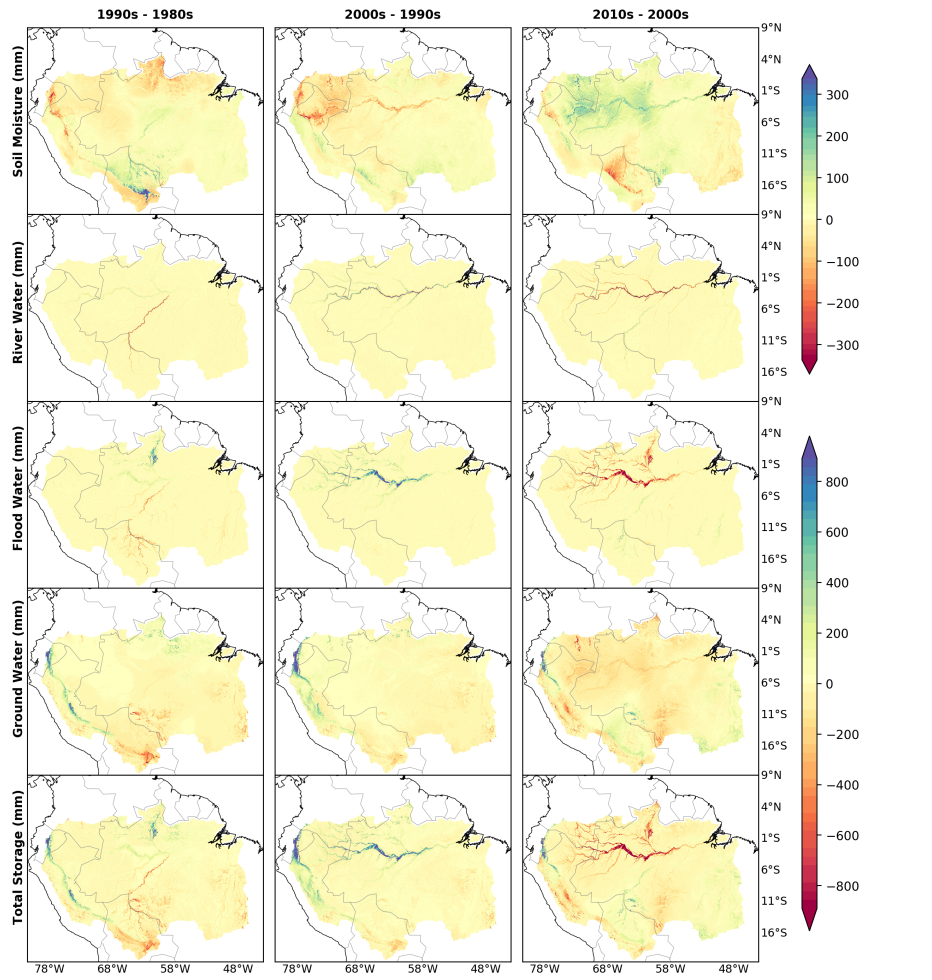 1990s - 1980s 2000s - 1990s 2010s - 2000s
Soil Moisture (mm)
9°N
4°N
1°S
6°S
11°S
16°S
River Water (mm)
9°N
4°N
1°S
6°S
11°S
16°S
Flood Water (mm)
9°N
4°N
1°S
6°S
11°S
16°S
Ground Water (mm)
9°N
4°N
1°S
6°S
11°S
16°S
Total Storage (mm)
9°N
4°N
1°S
6°S
11°S
16°S
78°W 68°W 58°W 48°W 78°W 68°W 58°W 48°W 78°W 68°W 58°W 48°W
300
200
100
0
−100
−200
−300
800
600
400
200
0
−200
−400
−600
−800